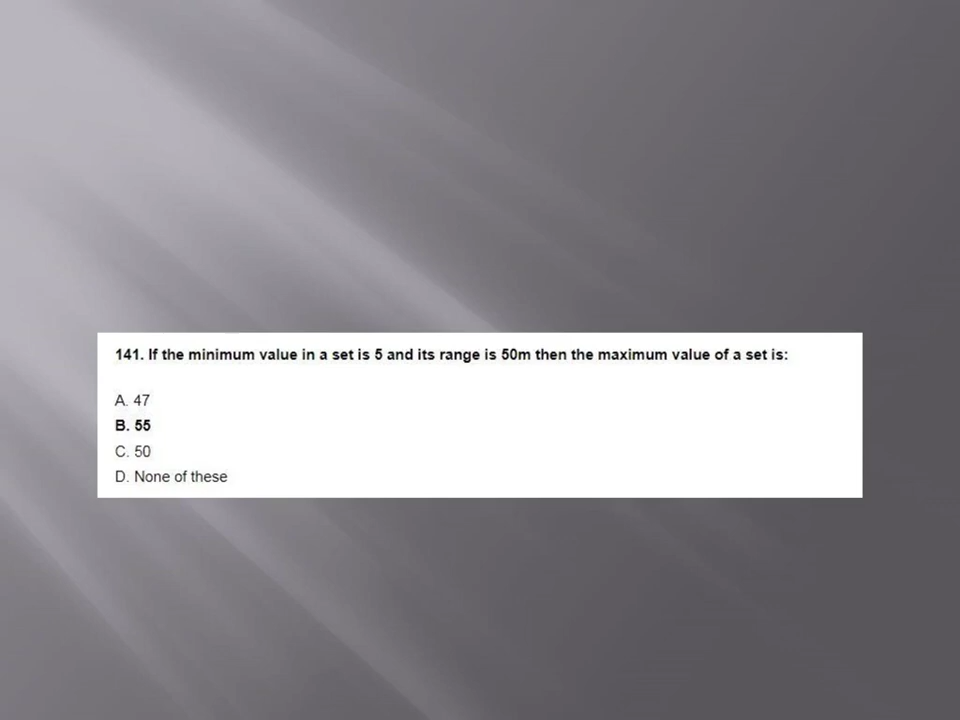 141. If the minimum value in a set is 5 and its range is 50m then the maximum value of a set is:
A. 47
B. 55
C. 50
D. None of these